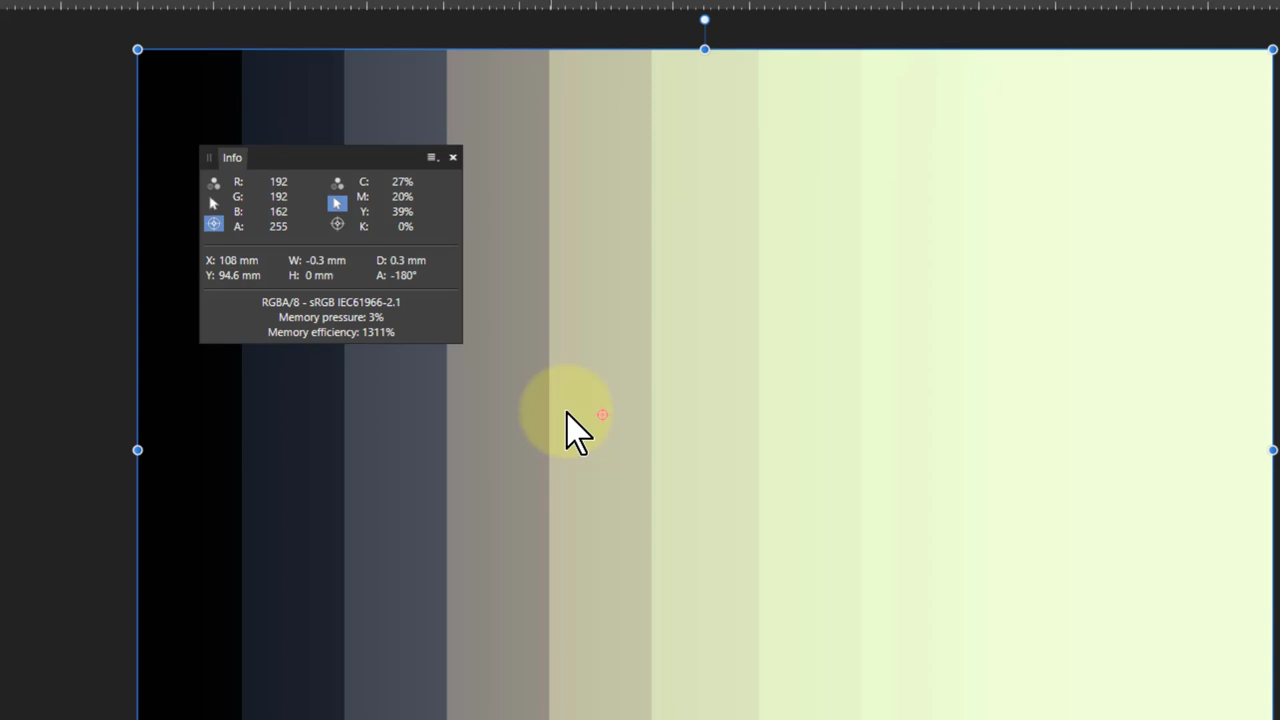 Info
R: 192 C: 27%
G: 192 M: 20%
B: 162 Y: 39%
A: 255 K: 0%
X: 108 mm W: -0.3 mm D: 0.3 mm
Y: 94.6 mm H: 0 mm A: -180°
RGBA/8 - sRGB IEC61966-2.1
Memory pressure: 3%
Memory efficiency: 1311%